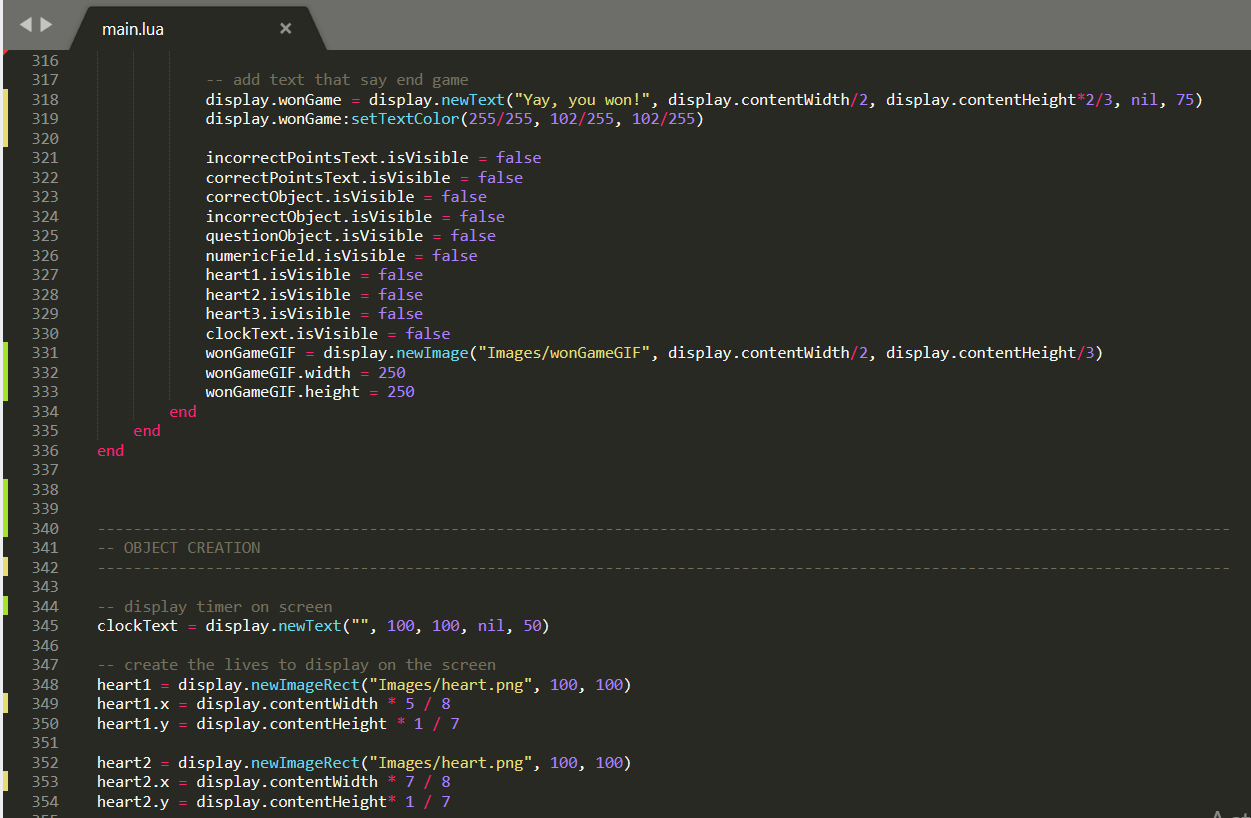 main.lua ×
316
317 -- add text that say end game
318 display.wonGame = display.newText("Yay, you won!", display.contentWidth/2, display.contentHeight*2/3, nil, 75)
319 display.wonGame:setTextColor(255/255, 102/255, 102/255)
320
321 incorrectPointsText.isVisible = false
322 correctPointsText.isVisible = false
323 correctObject.isVisible = false
324 incorrectObject.isVisible = false
325 questionObject.isVisible = false
326 numericField.isVisible = false
327 heart1.isVisible = false
328 heart2.isVisible = false
329 heart3.isVisible = false
330 clockText.isVisible = false
331 wonGameGIF = display.newImage("Images/wonGameGIF", display.contentWidth/2, display.contentHeight/3)
332 wonGameGIF.width = 250
333 wonGameGIF.height = 250
334 end
335 end
336 end
337
338
339
340 -----------------------------------------------------------------------------------------------------------------------------
341 -- OBJECT CREATION
342 -----------------------------------------------------------------------------------------------------------------------------
343
344 -- display timer on screen
345 clockText = display.newText("", 100, 100, nil, 50)
346
347 -- create the lives to display on the screen
348 heart1 = display.newImageRect("Images/heart.png", 100, 100)
349 heart1.x = display.contentWidth * 5 / 8
350 heart1.y = display.contentHeight * 1 / 7
351
352 heart2 = display.newImageRect("Images/heart.png", 100, 100)
353 heart2.x = display.contentWidth * 7 / 8
354 heart2.y = display.contentHeight* 1 / 7